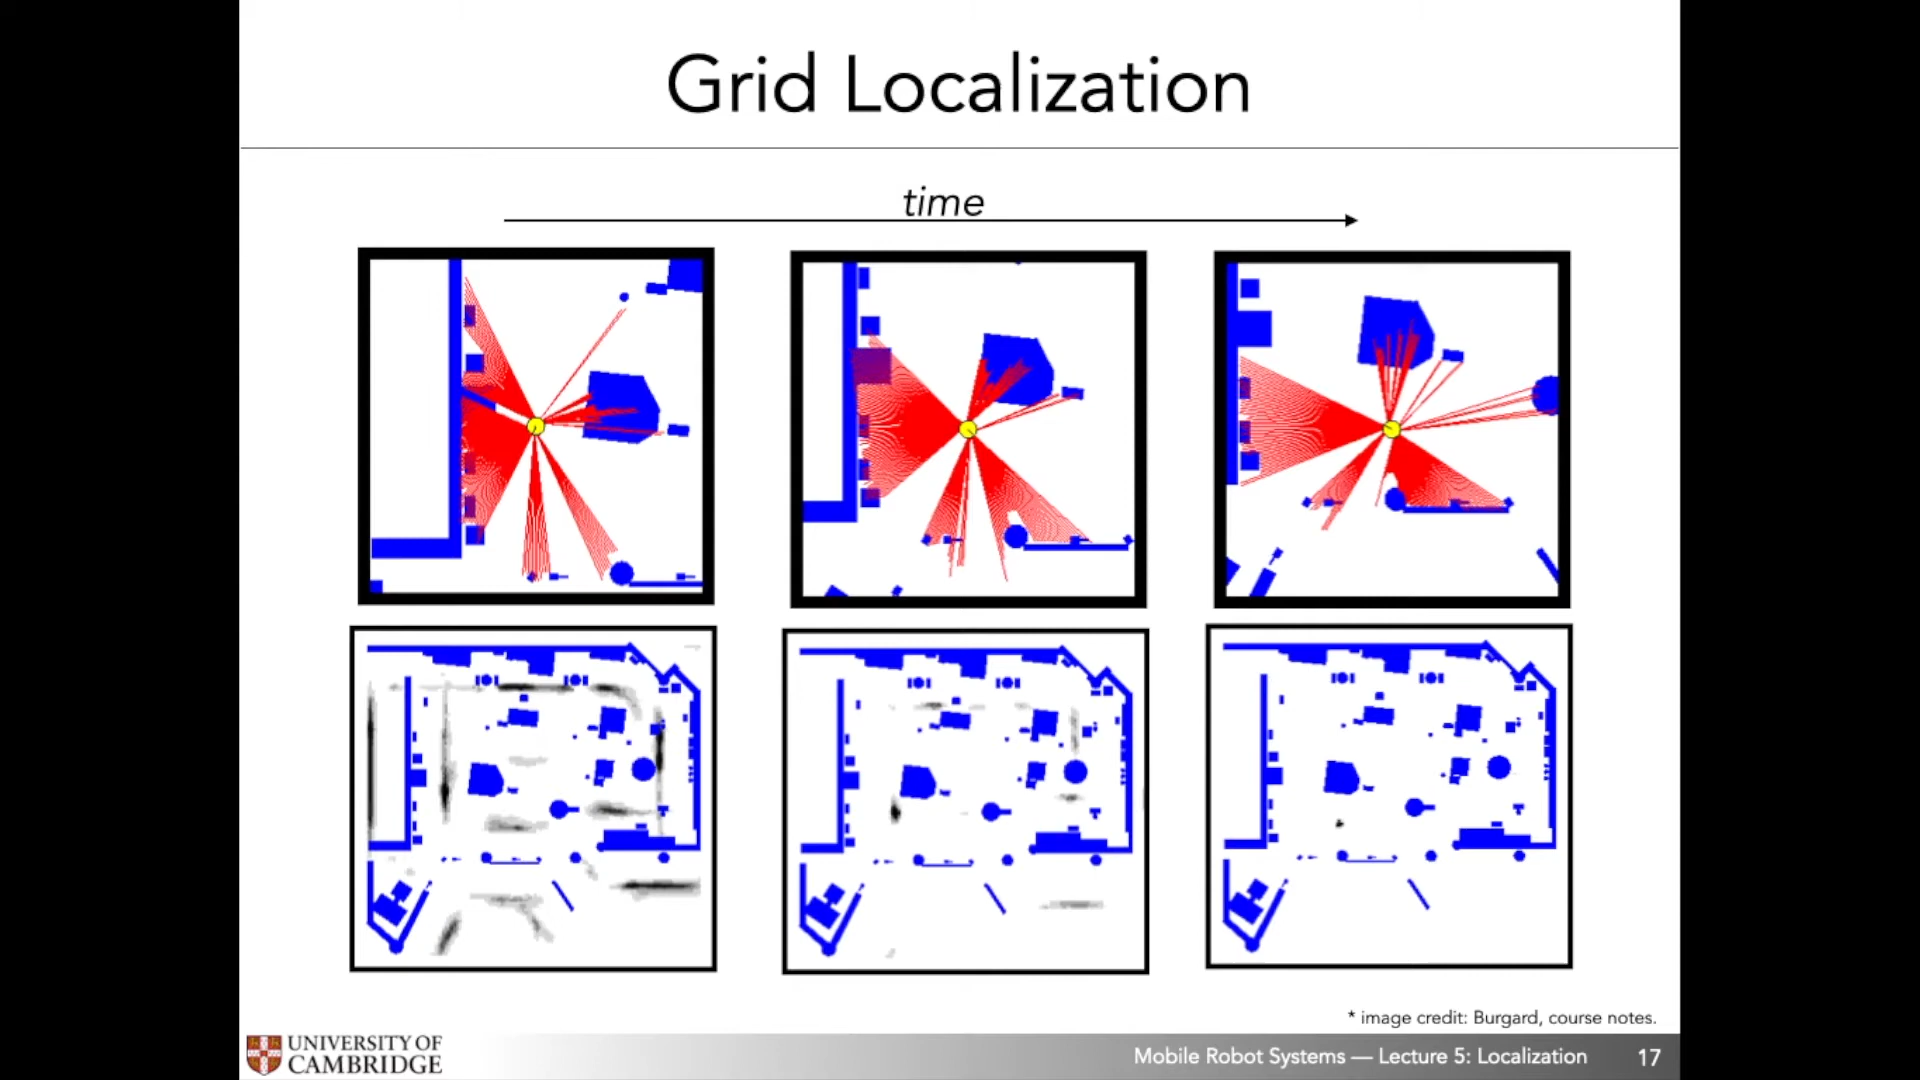 Grid Localization
time
* image credit: Burgard, course notes.
UNIVERSITY OF
CAMBRIDGE
Mobile Robot Systems — Lecture 5: Localization 17